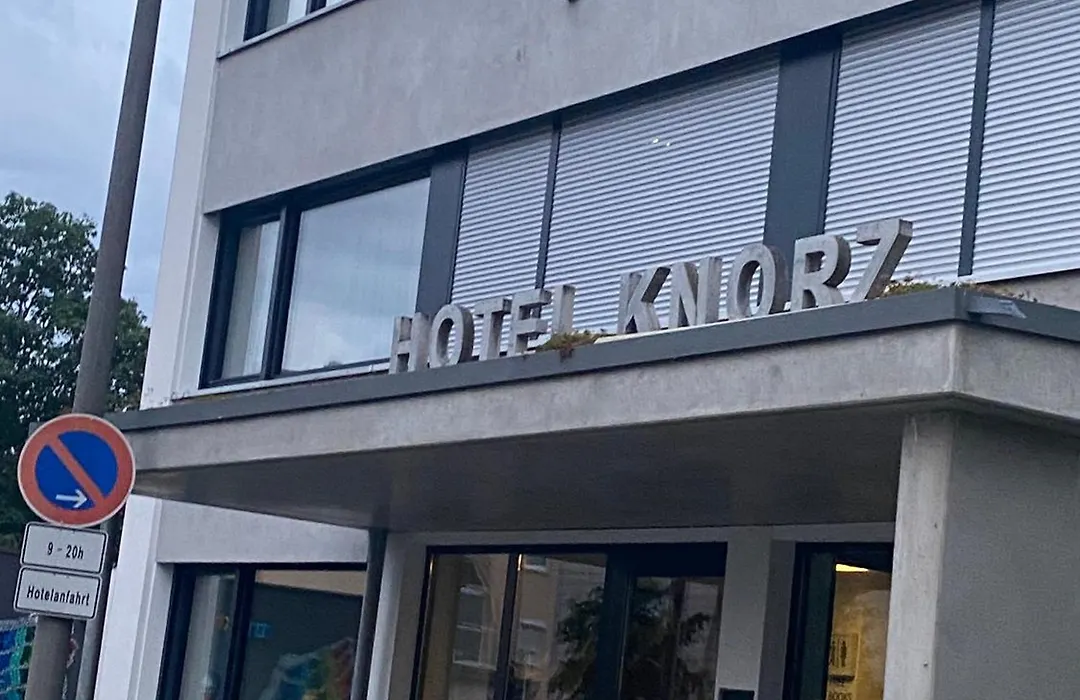 HOTEL KNORZ
9 - 20h
Hotelanfahrt